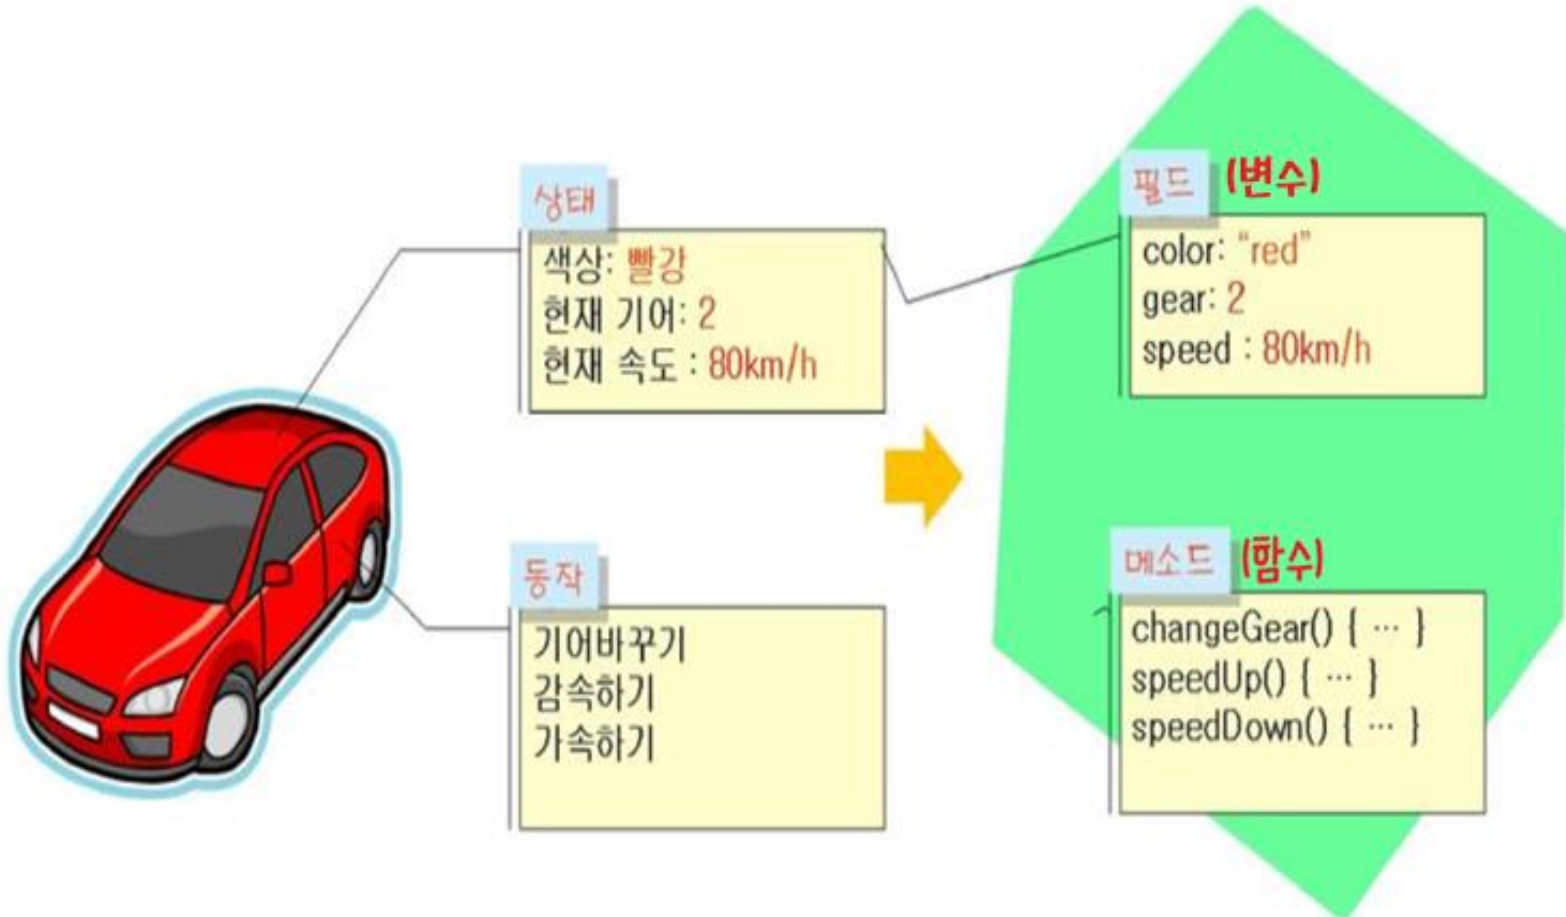 상태
색상: 빨강
현재 기어: 2
현재 속도 : 80km/h
동작
기어바꾸기
감속하기
가속하기
필드 (변수)
color: “red”
gear: 2
speed : 80km/h
메소드 (함수)
changeGear() { ··· }
speedUp() { ··· }
speedDown() { ··· }